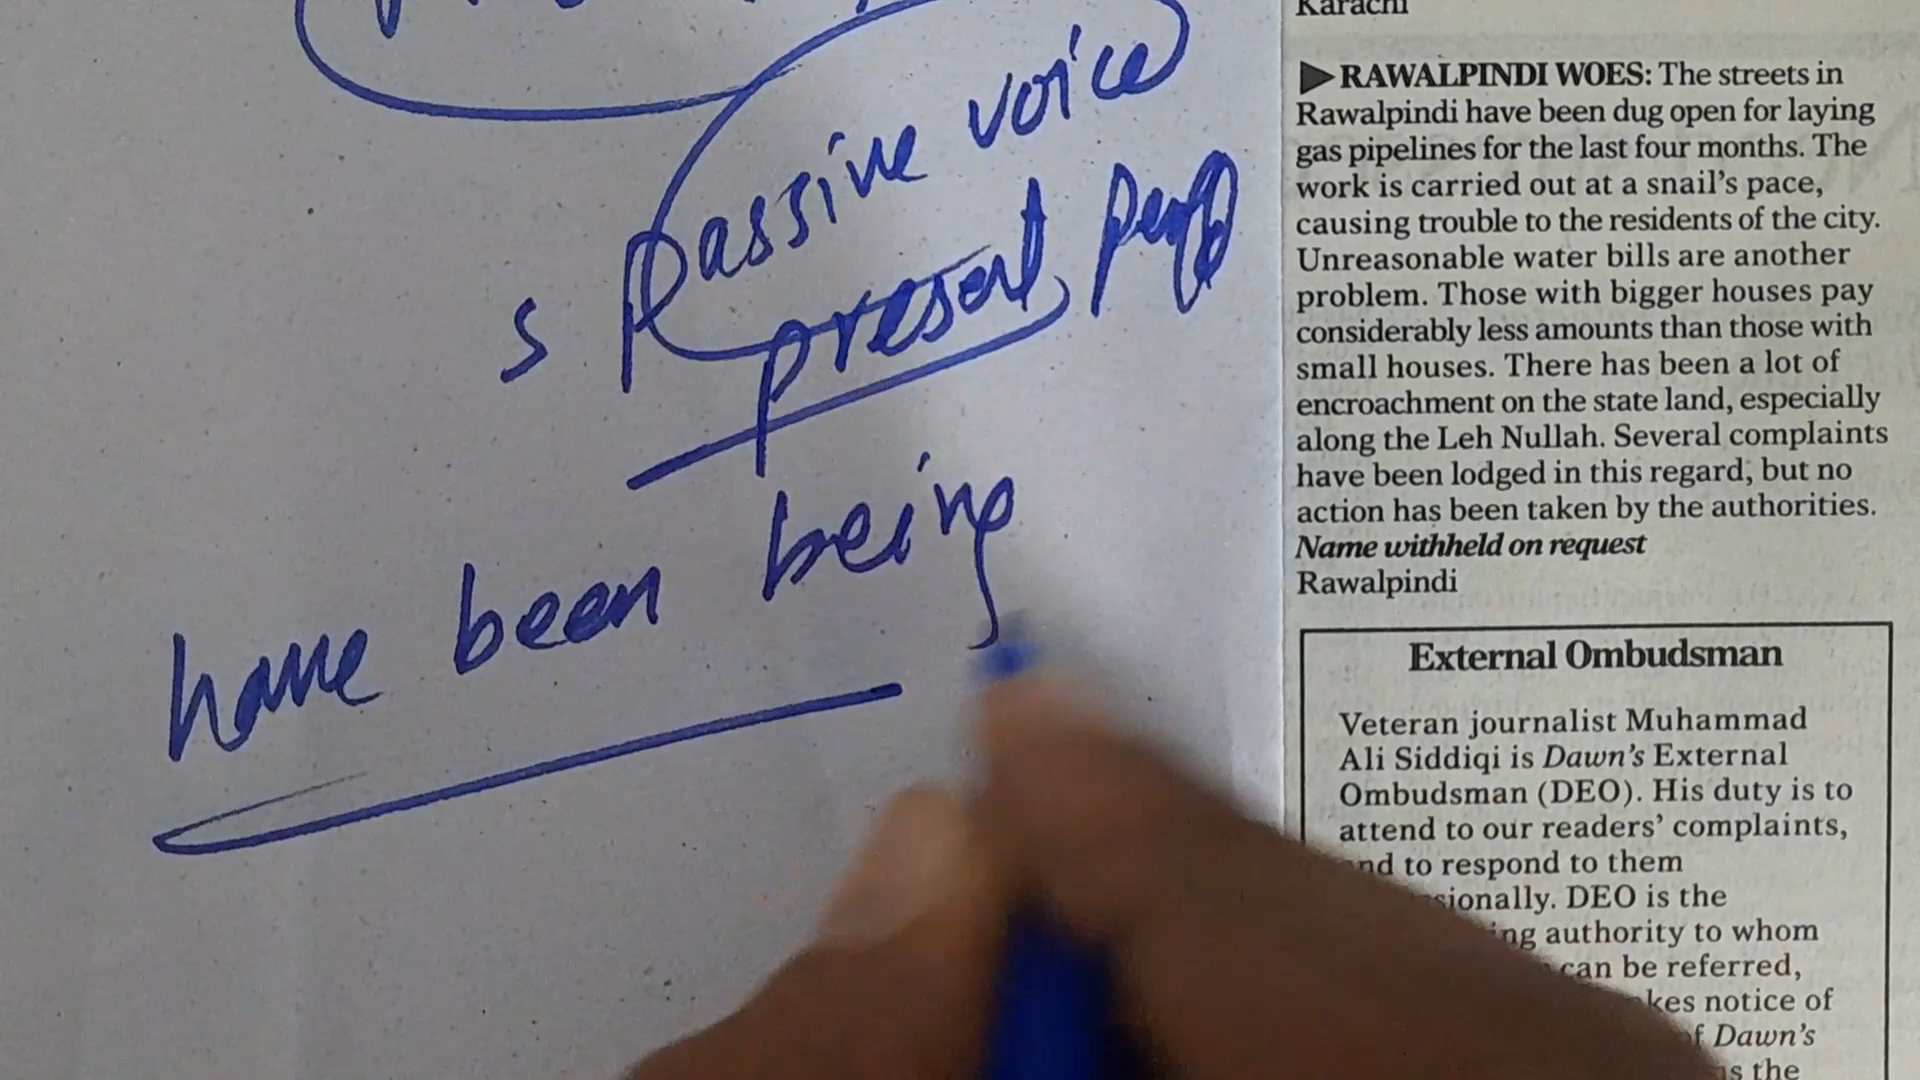 s Passive voice
present
have been being
Karachi
RAWALPINDI WOES: The streets in
Rawalpindi have been dug open for laying
gas pipelines for the last four months. The
work is carried out at a snail's pace,
causing trouble to the residents of the city.
Unreasonable water bills are another
problem. Those with bigger houses pay
considerably less amounts than those with
small houses. There has been a lot of
encroachment on the state land, especially
along the Leh Nullah. Several complaints
have been lodged in this regard, but no
action has been taken by the authorities.
Name withheld on request
Rawalpindi
External Ombudsman
Veteran journalist Muhammad
Ali Siddiqi is Dawn's External
Ombudsman (DEO). His duty is to
attend to our readers' complaints,
to respond to them
DEO is the
authority to whom
can be referred,
notice of
Dawn's
the